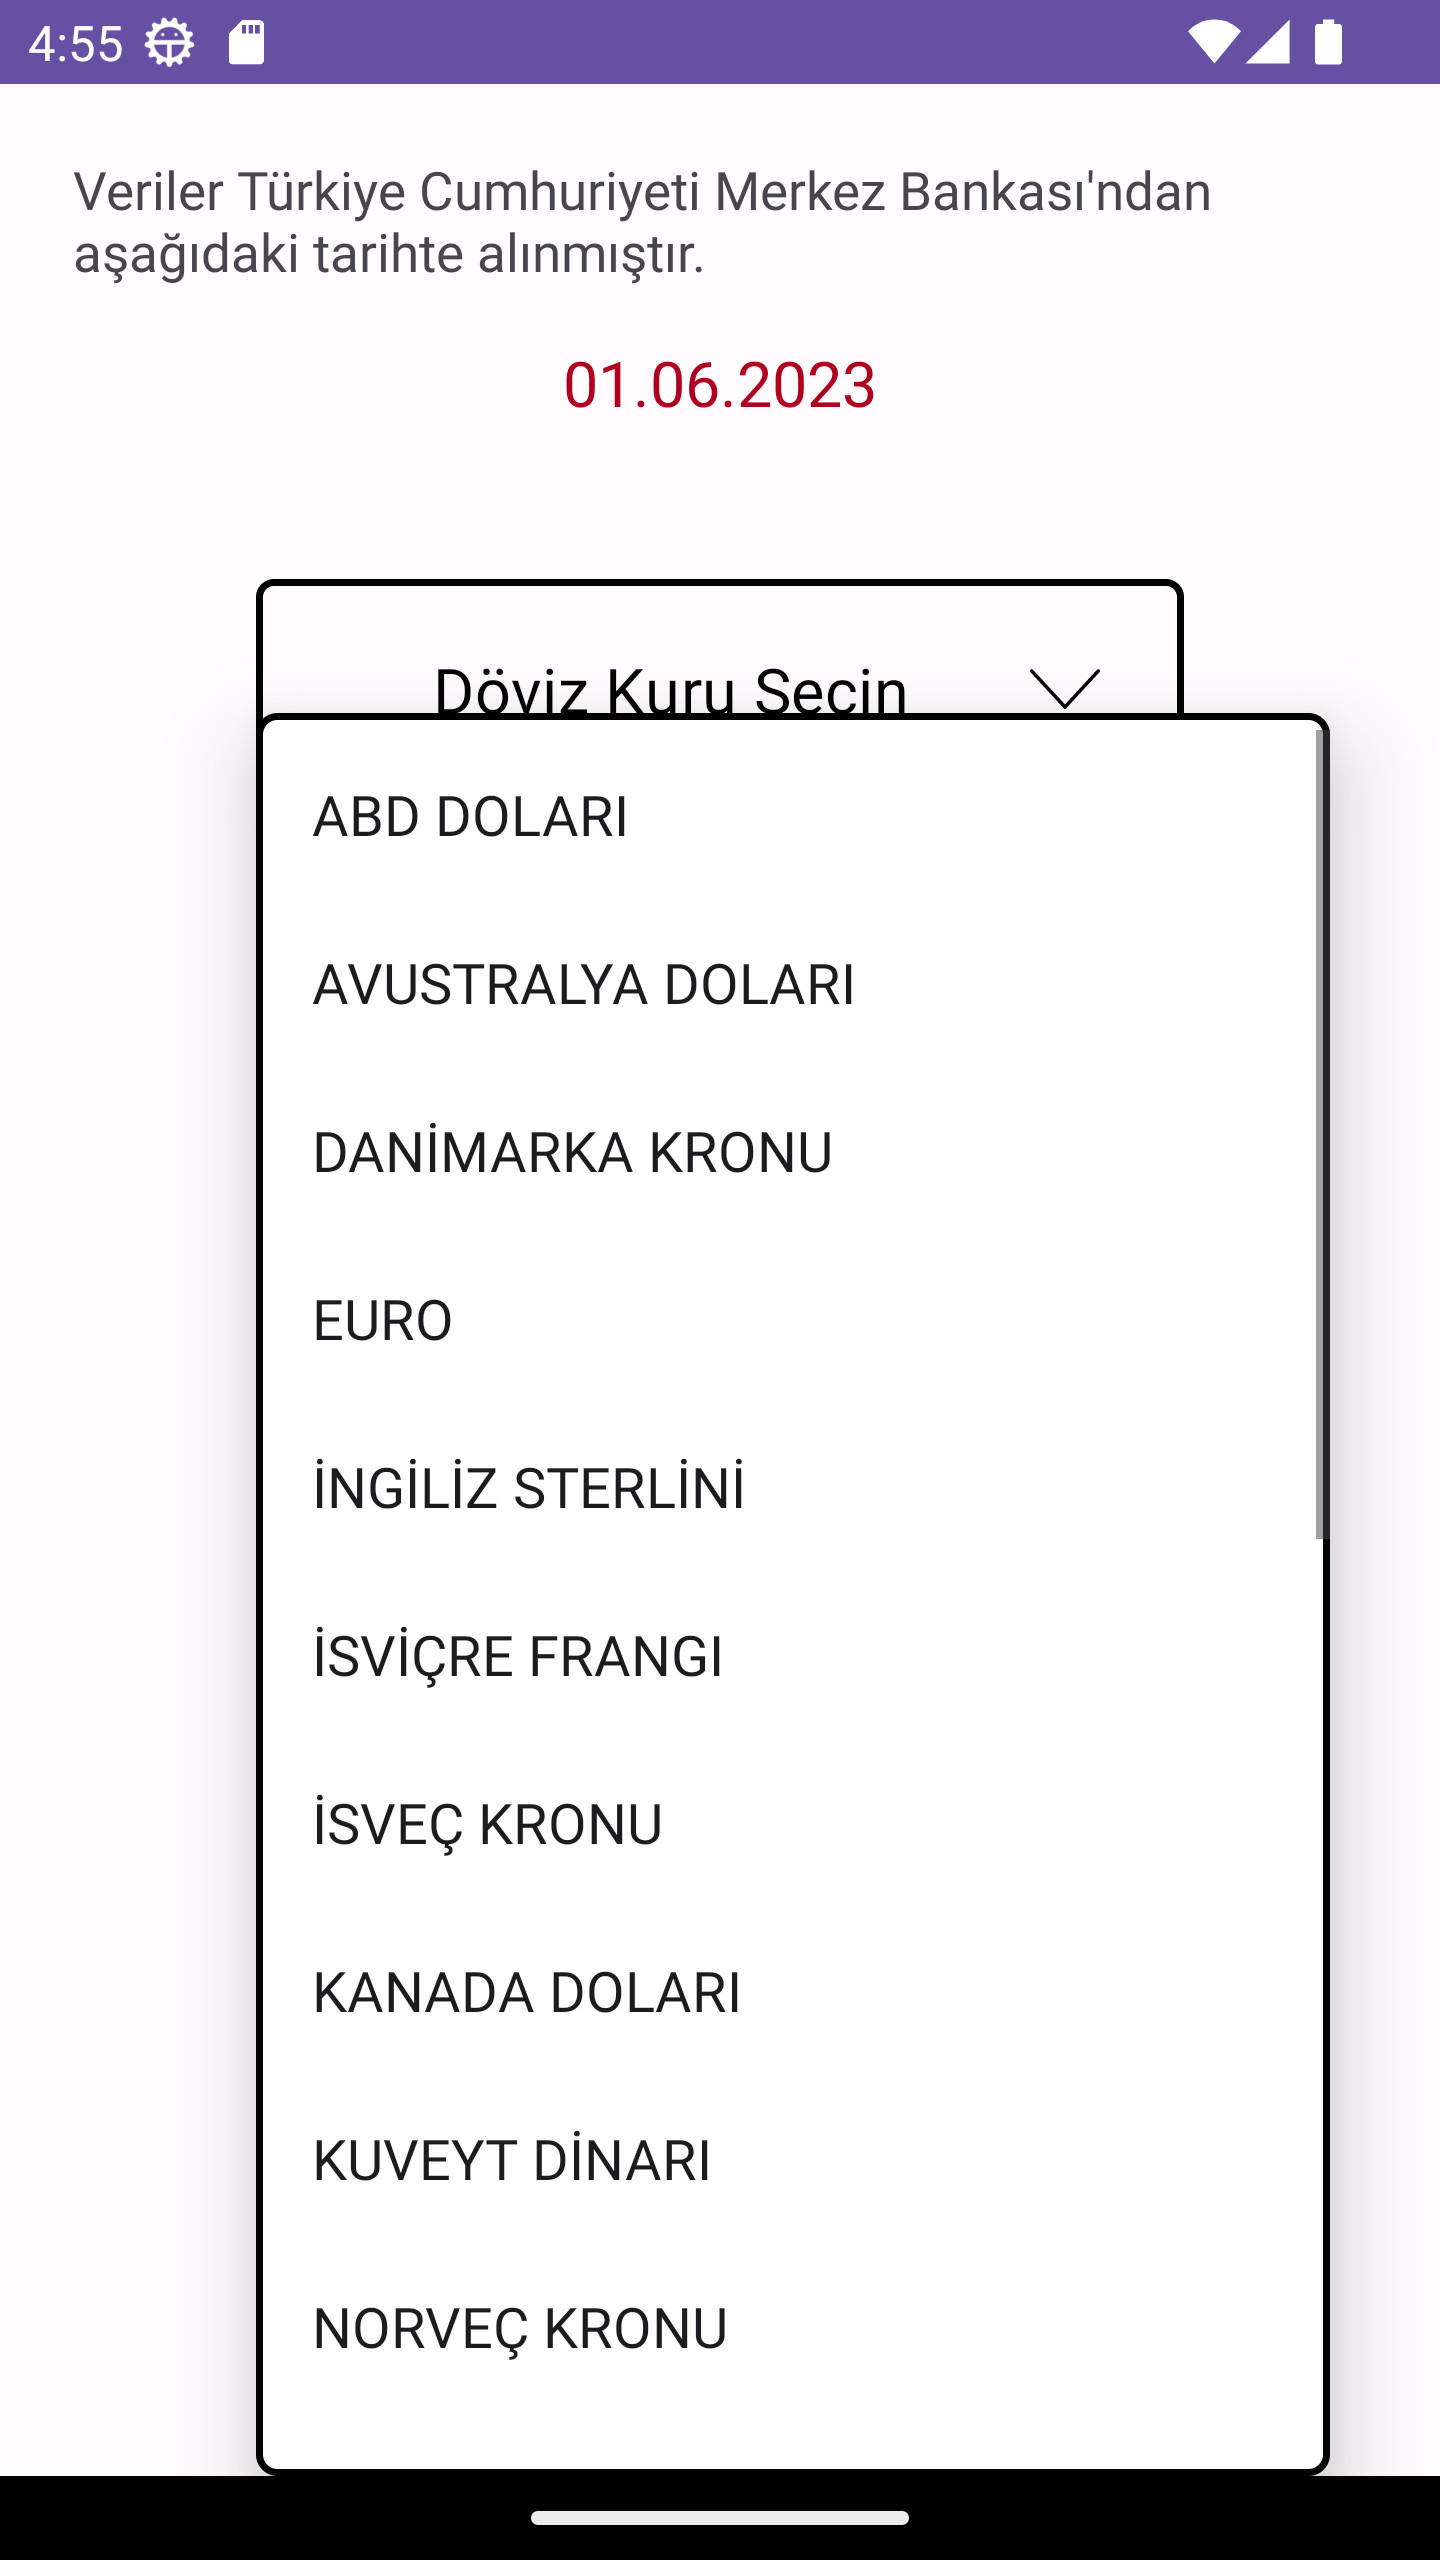 4:55
Veriler Türkiye Cumhuriyeti Merkez Bankası'ndan
aşağıdaki tarihte alınmıştır.
01.06.2023
Döviz Kuru Seçin
ABD DOLARI
AVUSTRALYA DOLARI
DANİMARKA KRONU
EURO
İNGİLİZ STERLİNİ
İSVİÇRE FRANGI
İSVEÇ KRONU
KANADA DOLARI
KUVEYT DİNARI
NORVEÇ KRONU